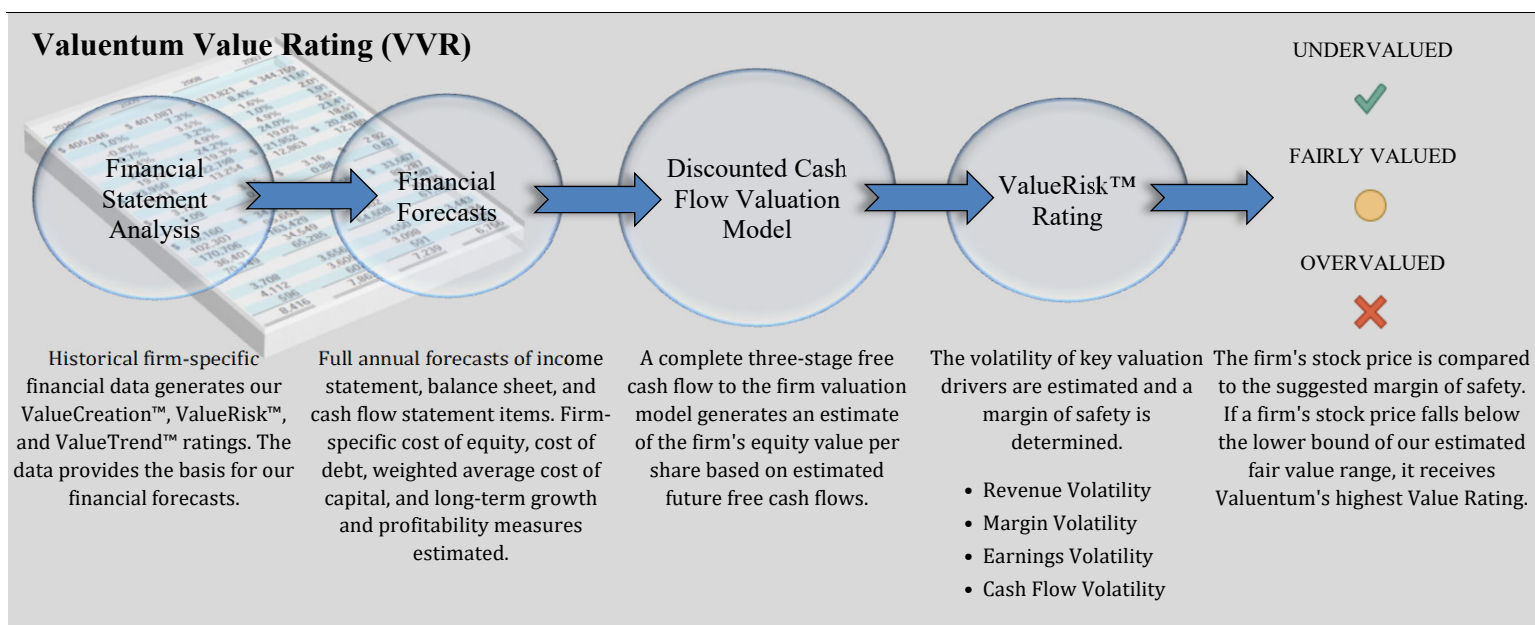 Valuentum Value Rating (VVR)
Financial
Statement
Analysis
Financial
Forecasts
Discounted Cash
Flow Valuation
Model
ValueRisk™
Rating
UNDERVALUED
FAIRLY VALUED
OVERVALUED
Historical firm-specific
financial data generates our
ValueCreation™, ValueRisk™,
and ValueTrend™ ratings. The
data provides the basis for our
financial forecasts.
Full annual forecasts of income
statement, balance sheet, and
cash flow statement items. Firm-
specific cost of equity, cost of
debt, weighted average cost of
capital, and long-term growth
and profitability measures
estimated.
A complete three-stage free
cash flow to the firm valuation
model generates an estimate
of the firm's equity value per
share based on estimated
future free cash flows.
The volatility of key valuation
drivers are estimated and a
margin of safety is
determined.
• Revenue Volatility
• Margin Volatility
• Earnings Volatility
• Cash Flow Volatility
The firm's stock price is compared
to the suggested margin of safety.
If a firm's stock price falls below
the lower bound of our estimated
fair value range, it receives
Valuentum's highest Value Rating.